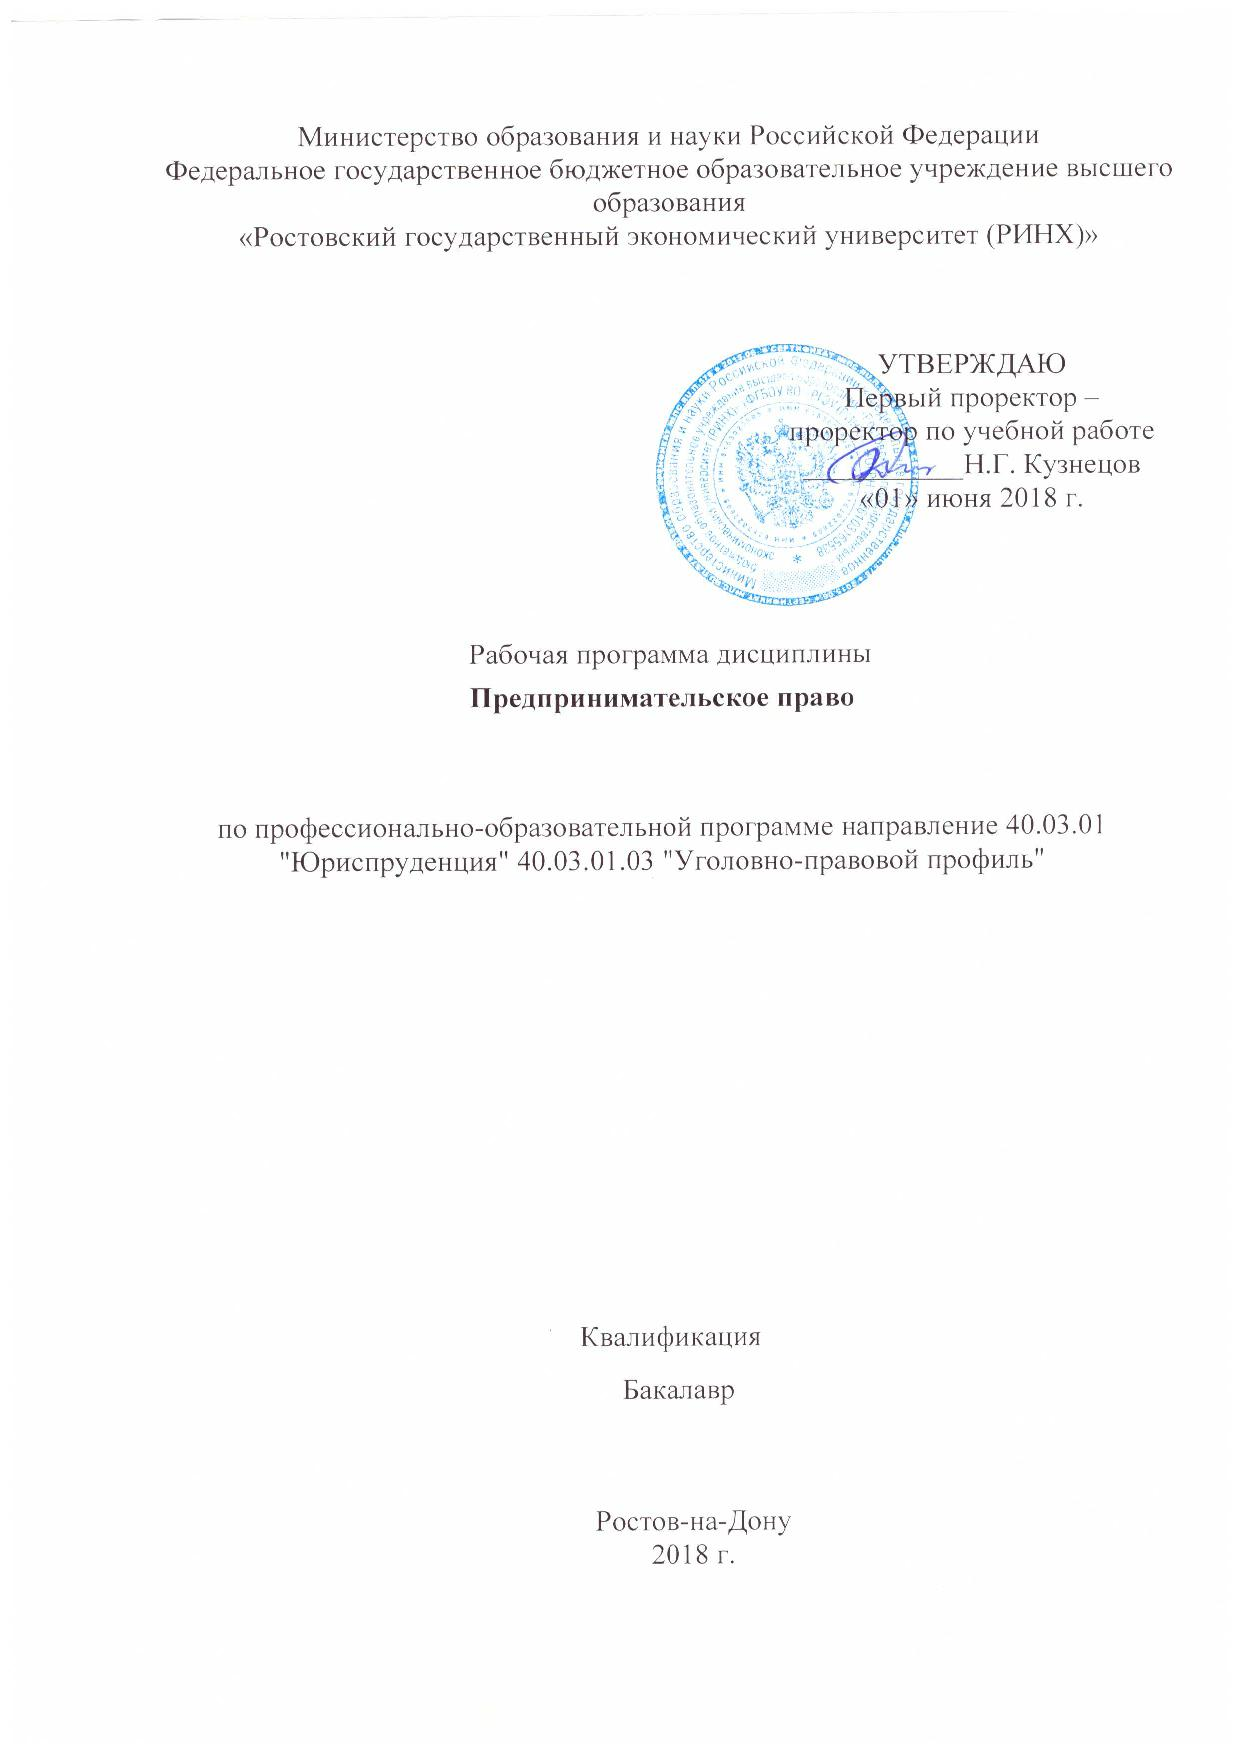 Министерство образования и науки Российской Федерации
Федеральное государственное бюджетное образовательное учреждение высшего
образования
«Ростовский государственный экономический университет (РИНХ)»
УТВЕРЖДАЮ
Первый проректор –
проректор по учебной работе
Н.Г. Кузнецов
«01» июня 2018 г.
Рабочая программа дисциплины
Предпринимательское право
по профессионально-образовательной программе направление 40.03.01
"Юриспруденция" 40.03.01.03 "Уголовно-правовой профиль"
Квалификация
Бакалавр
Ростов-на-Дону
2018 г.